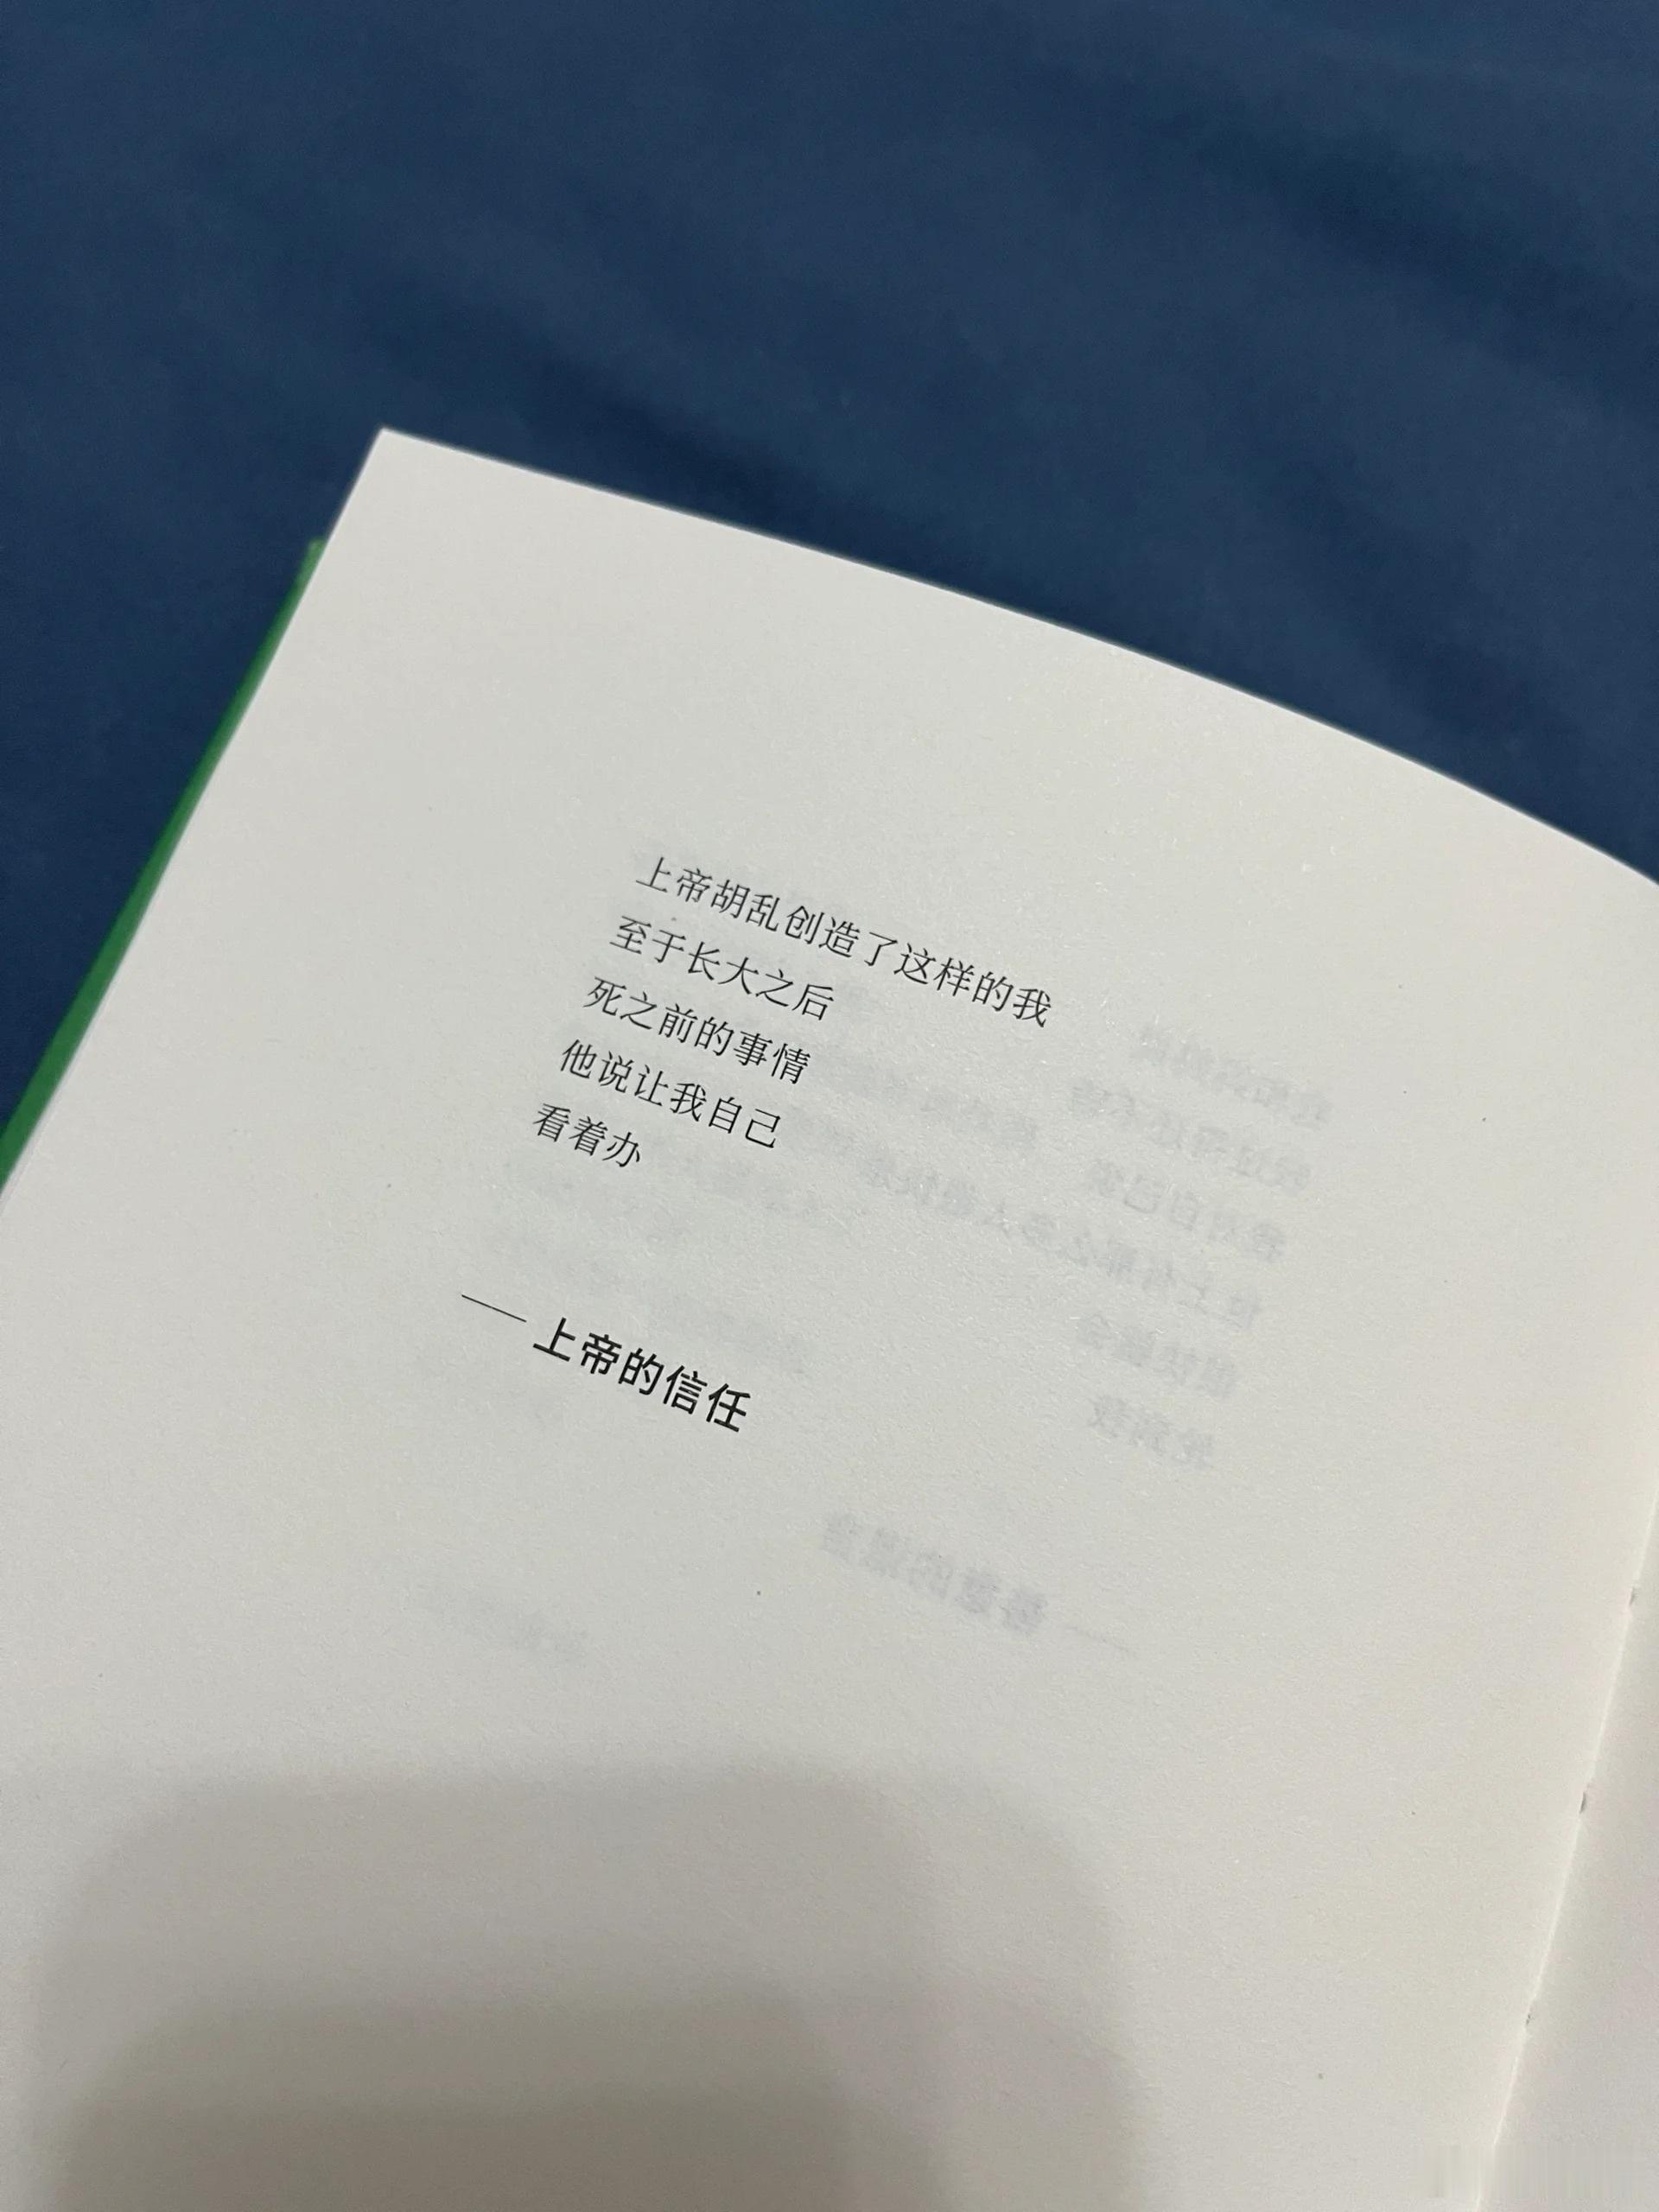 上帝胡乱创造了这样的我
至于长大之后
死之前的事情
他说让我自己
看着办
——上帝的信任